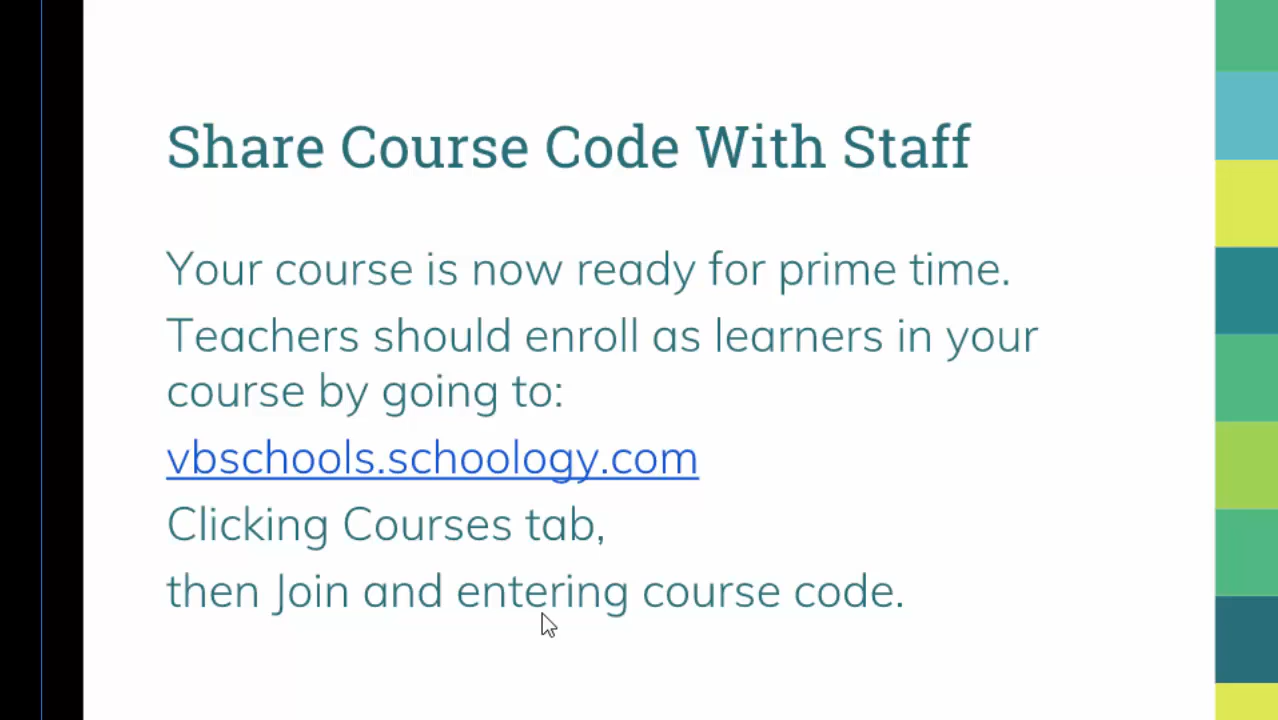 Share Course Code With Staff
Your course is now ready for prime time.
Teachers should enroll as learners in your
course by going to:
vbschools.schoology.com
Clicking Courses tab,
then Join and entering course code.